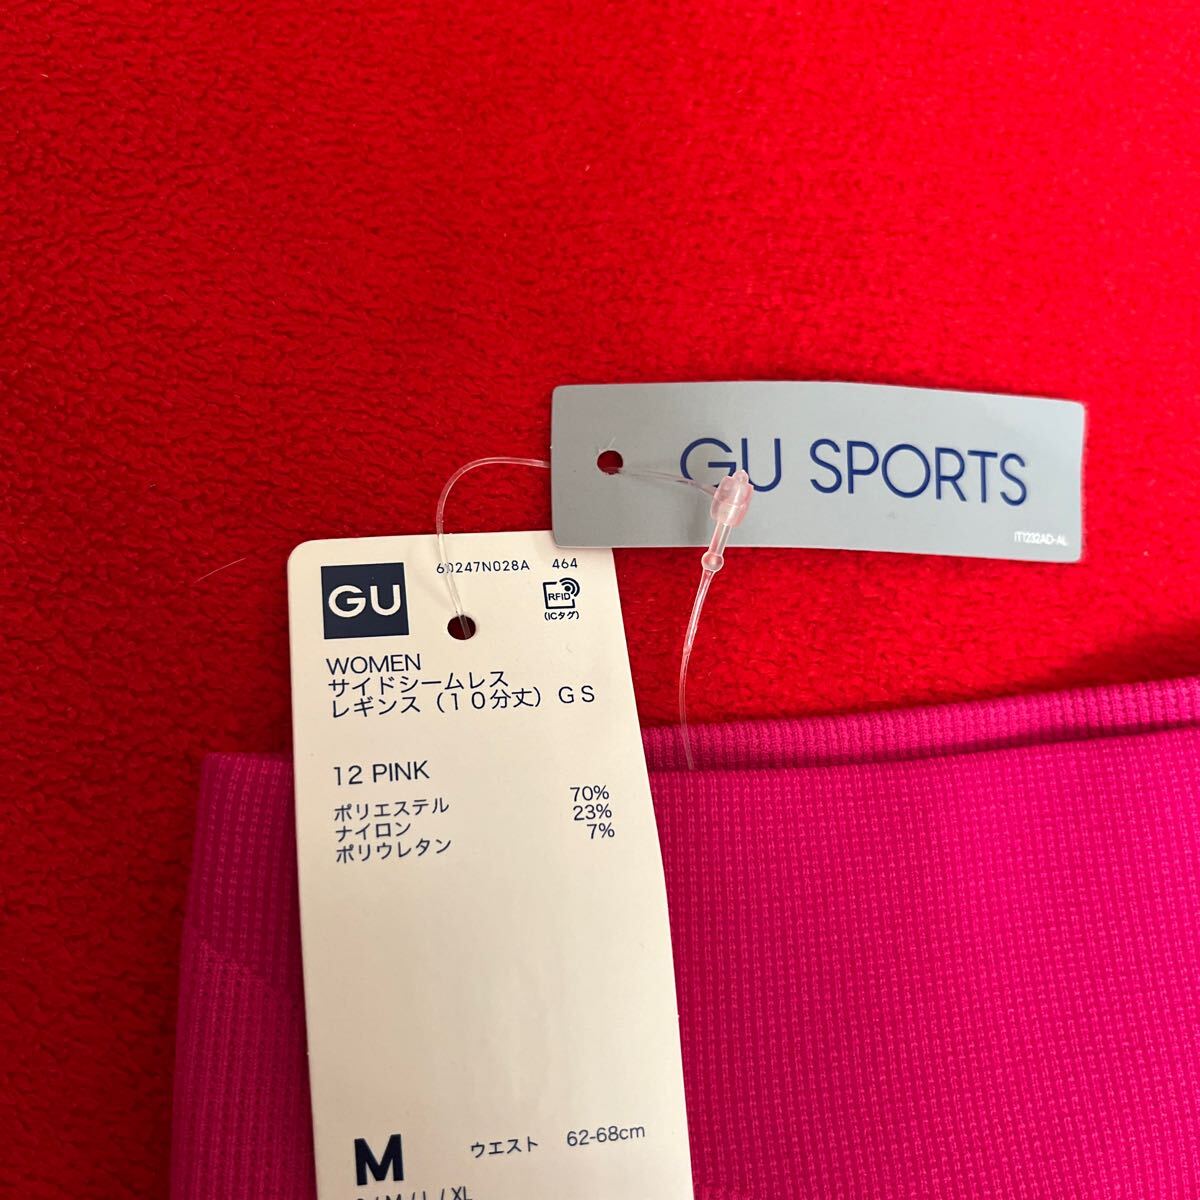 GU SPORTS
IT1232AD-AL
GU
60247N028A 464
RFID
(ICタグ)
WOMEN
サイドシームレス
レギンス（１０分丈）ＧＳ
12 PINK
ポリエステル 70%
ナイロン 23%
ポリウレタン 7%
M ウエスト 62-68cm
S / M / L / XL